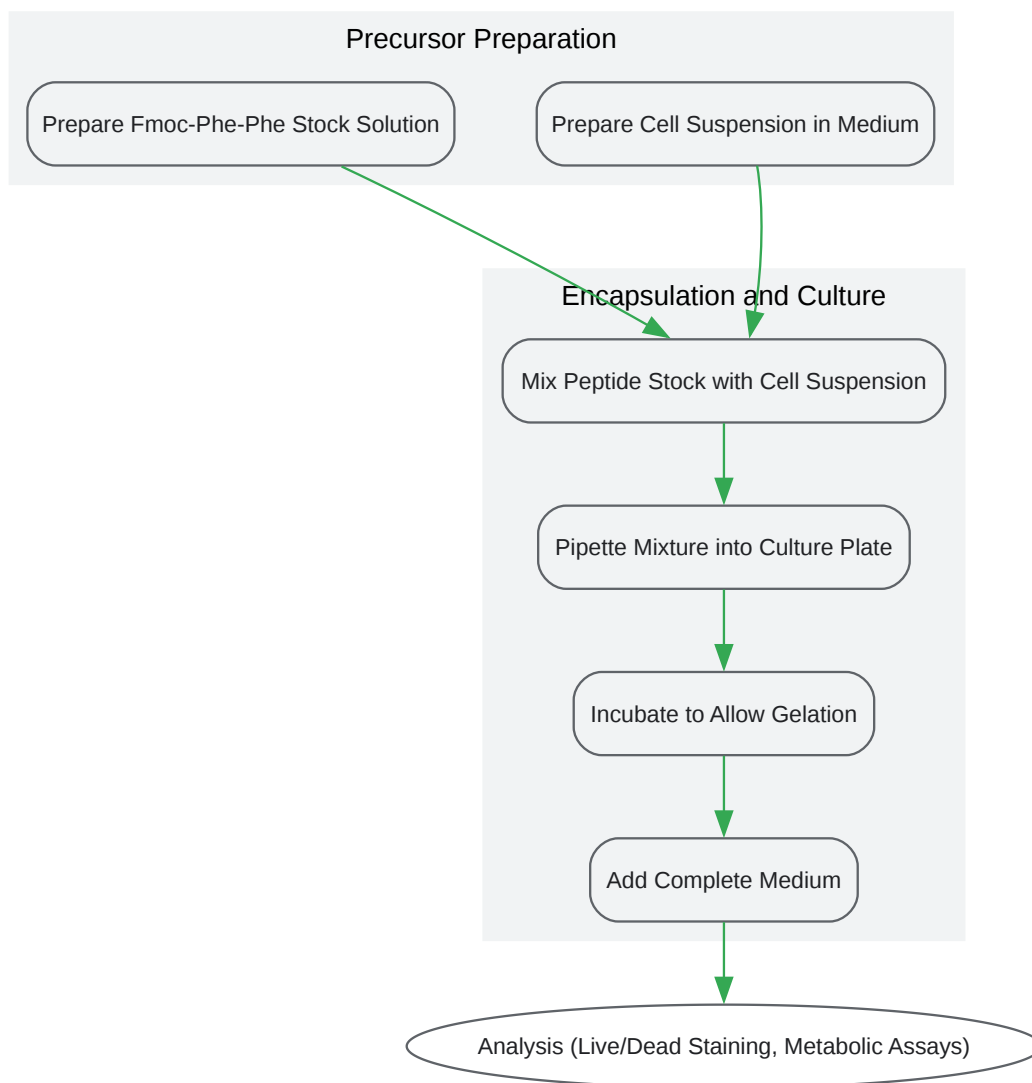 Precursor Preparation
Prepare Fmoc-Phe-Phe Stock Solution
Prepare Cell Suspension in Medium
Encapsulation and Culture
Mix Peptide Stock with Cell Suspension
Pipette Mixture into Culture Plate
Incubate to Allow Gelation
Add Complete Medium
Analysis (Live/Dead Staining, Metabolic Assays)